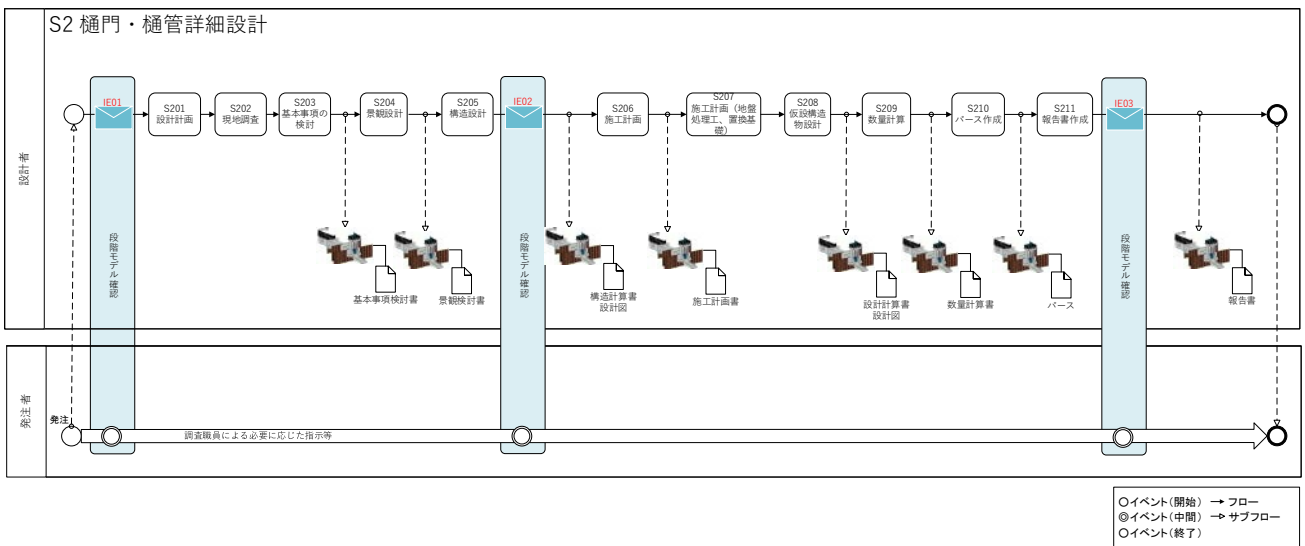 S2 樋門・樋管詳細設計
設計者
IE01
S201
設計計画
S202
現地調査
S203
基本事項の
検討
S204
景観設計
S205
構造設計
IE02
S206
施工計画
S207
施工計画（地盤
処理工、置換基
礎）
S208
仮設構造
物設計
S209
数量計算
S210
パース作成
S211
報告書作成
IE03
段階モデル確認
基本事項検討書
景観検討書
段階モデル確認
構造計算書
設計図
施工計画書
設計計算書
設計図
数量計算書
パース
段階モデル確認
報告書
発注者
発注
調査職員による必要に応じた指示等
○イベント(開始) → フロー
◎イベント(中間) → サブフロー
○イベント(終了)